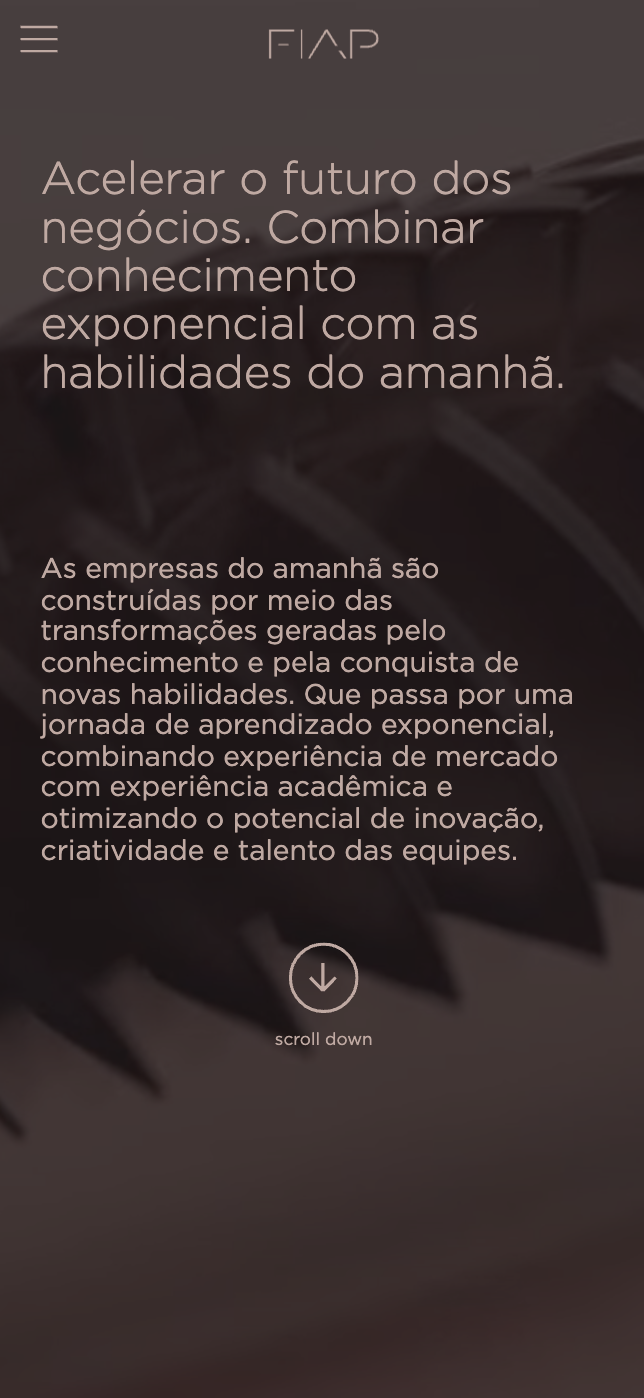 FIAP
Acelerar o futuro dos
negócios. Combinar
conhecimento
exponencial com as
habilidades do amanhã.
As empresas do amanhã são
construídas por meio das
transformações geradas pelo
conhecimento e pela conquista de
novas habilidades. Que passa por uma
jornada de aprendizado exponencial,
combinando experiência de mercado
com experiência acadêmica e
otimizando o potencial de inovação,
criatividade e talento das equipes.
scroll down